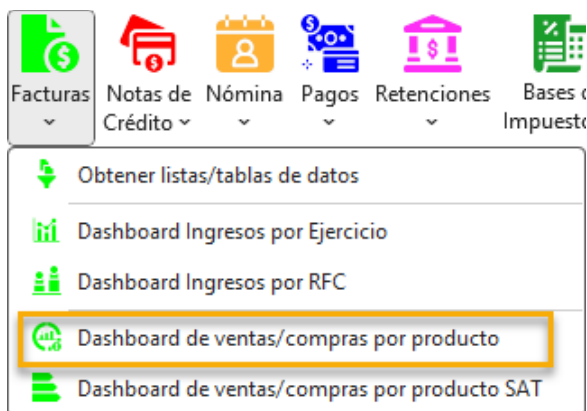 Facturas Notas de Crédito Nómina Pagos Retenciones Bases
Obtener listas/tablas de datos
Dashboard Ingresos por Ejercicio
Dashboard Ingresos por RFC
Dashboard de ventas/compras por producto
Dashboard de ventas/compras por producto SAT